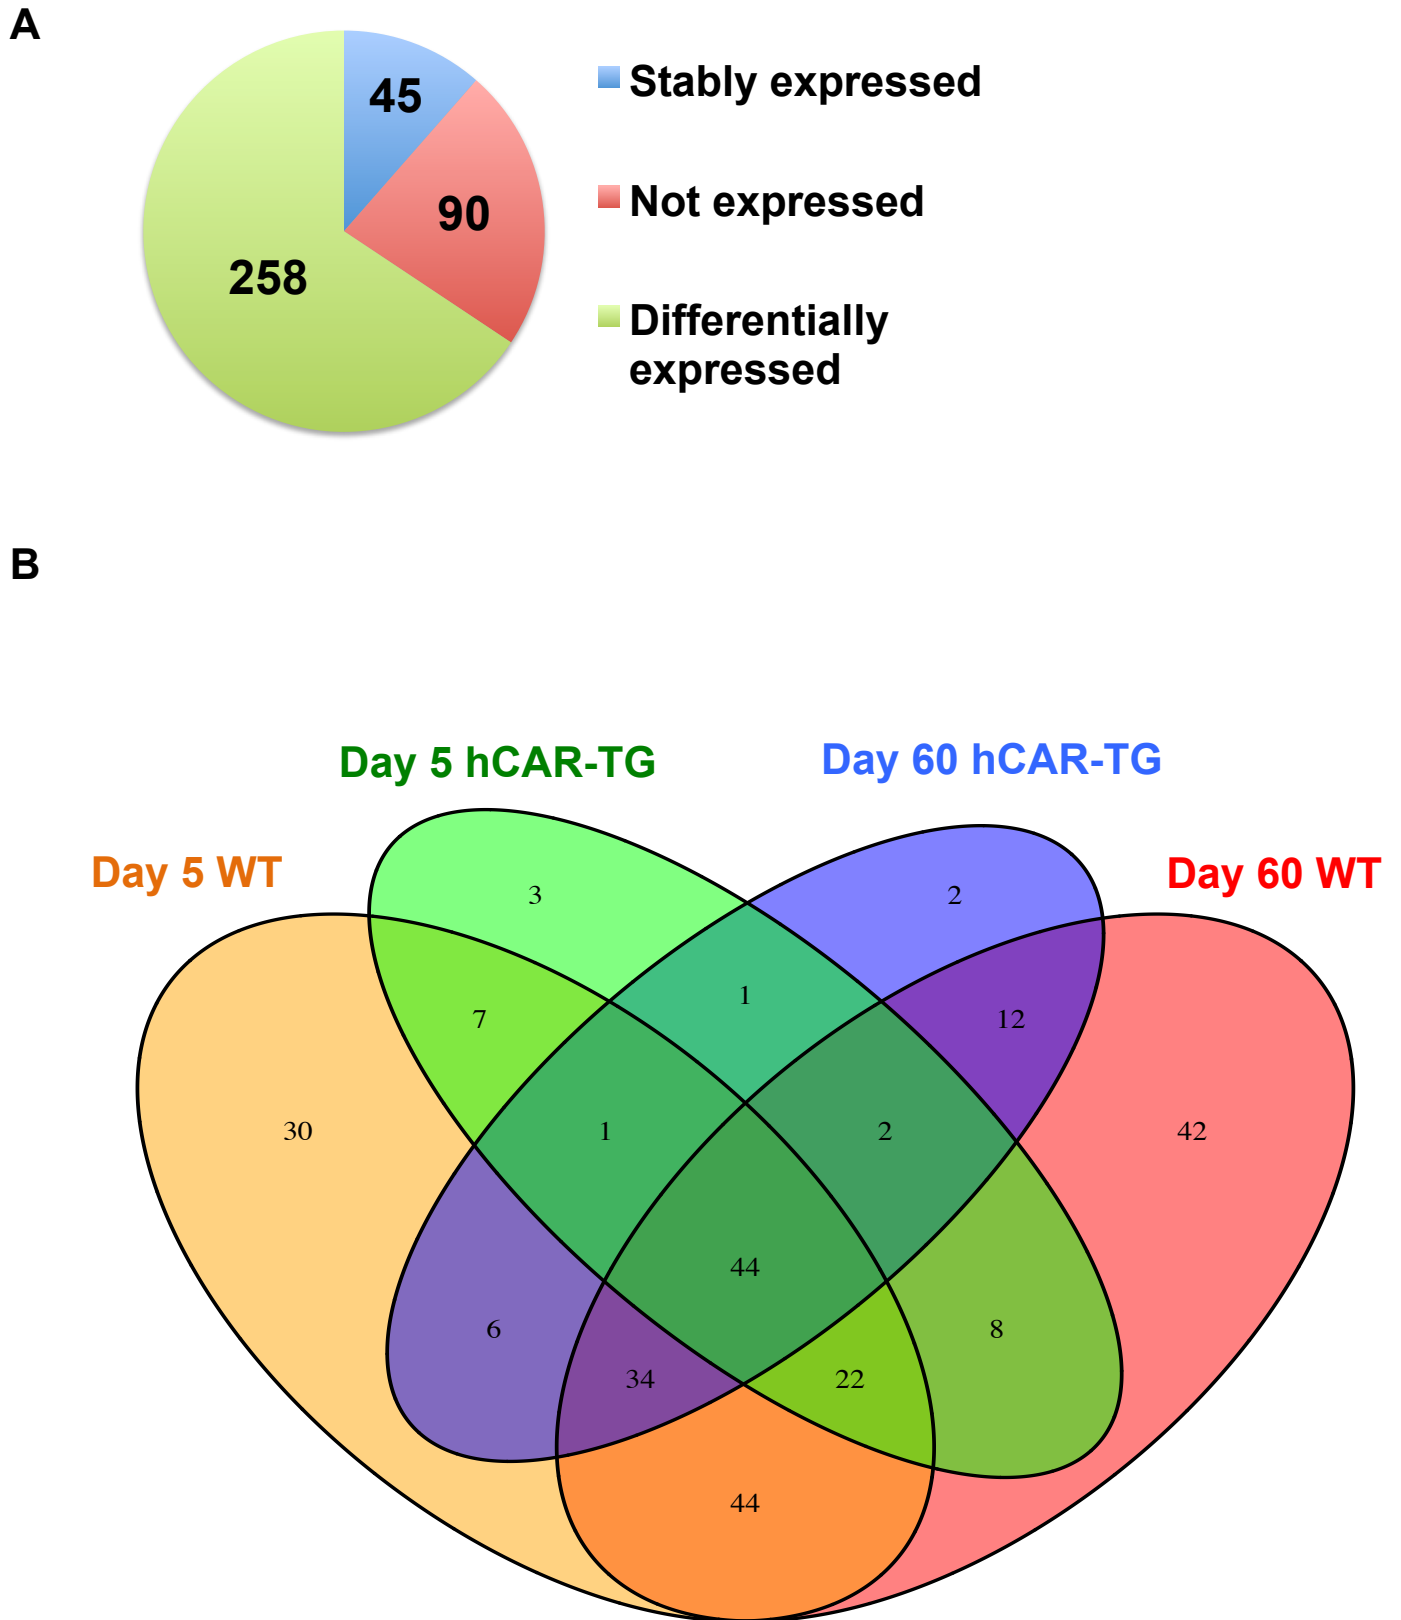 A
45
Stably expressed
90
Not expressed
258
Differentially
expressed
B
Day 5 hCAR-TG
Day 60 hCAR-TG
Day 5 WT
Day 60 WT
3
2
1
7
12
30
1
2
42
44
6
8
34
22
44